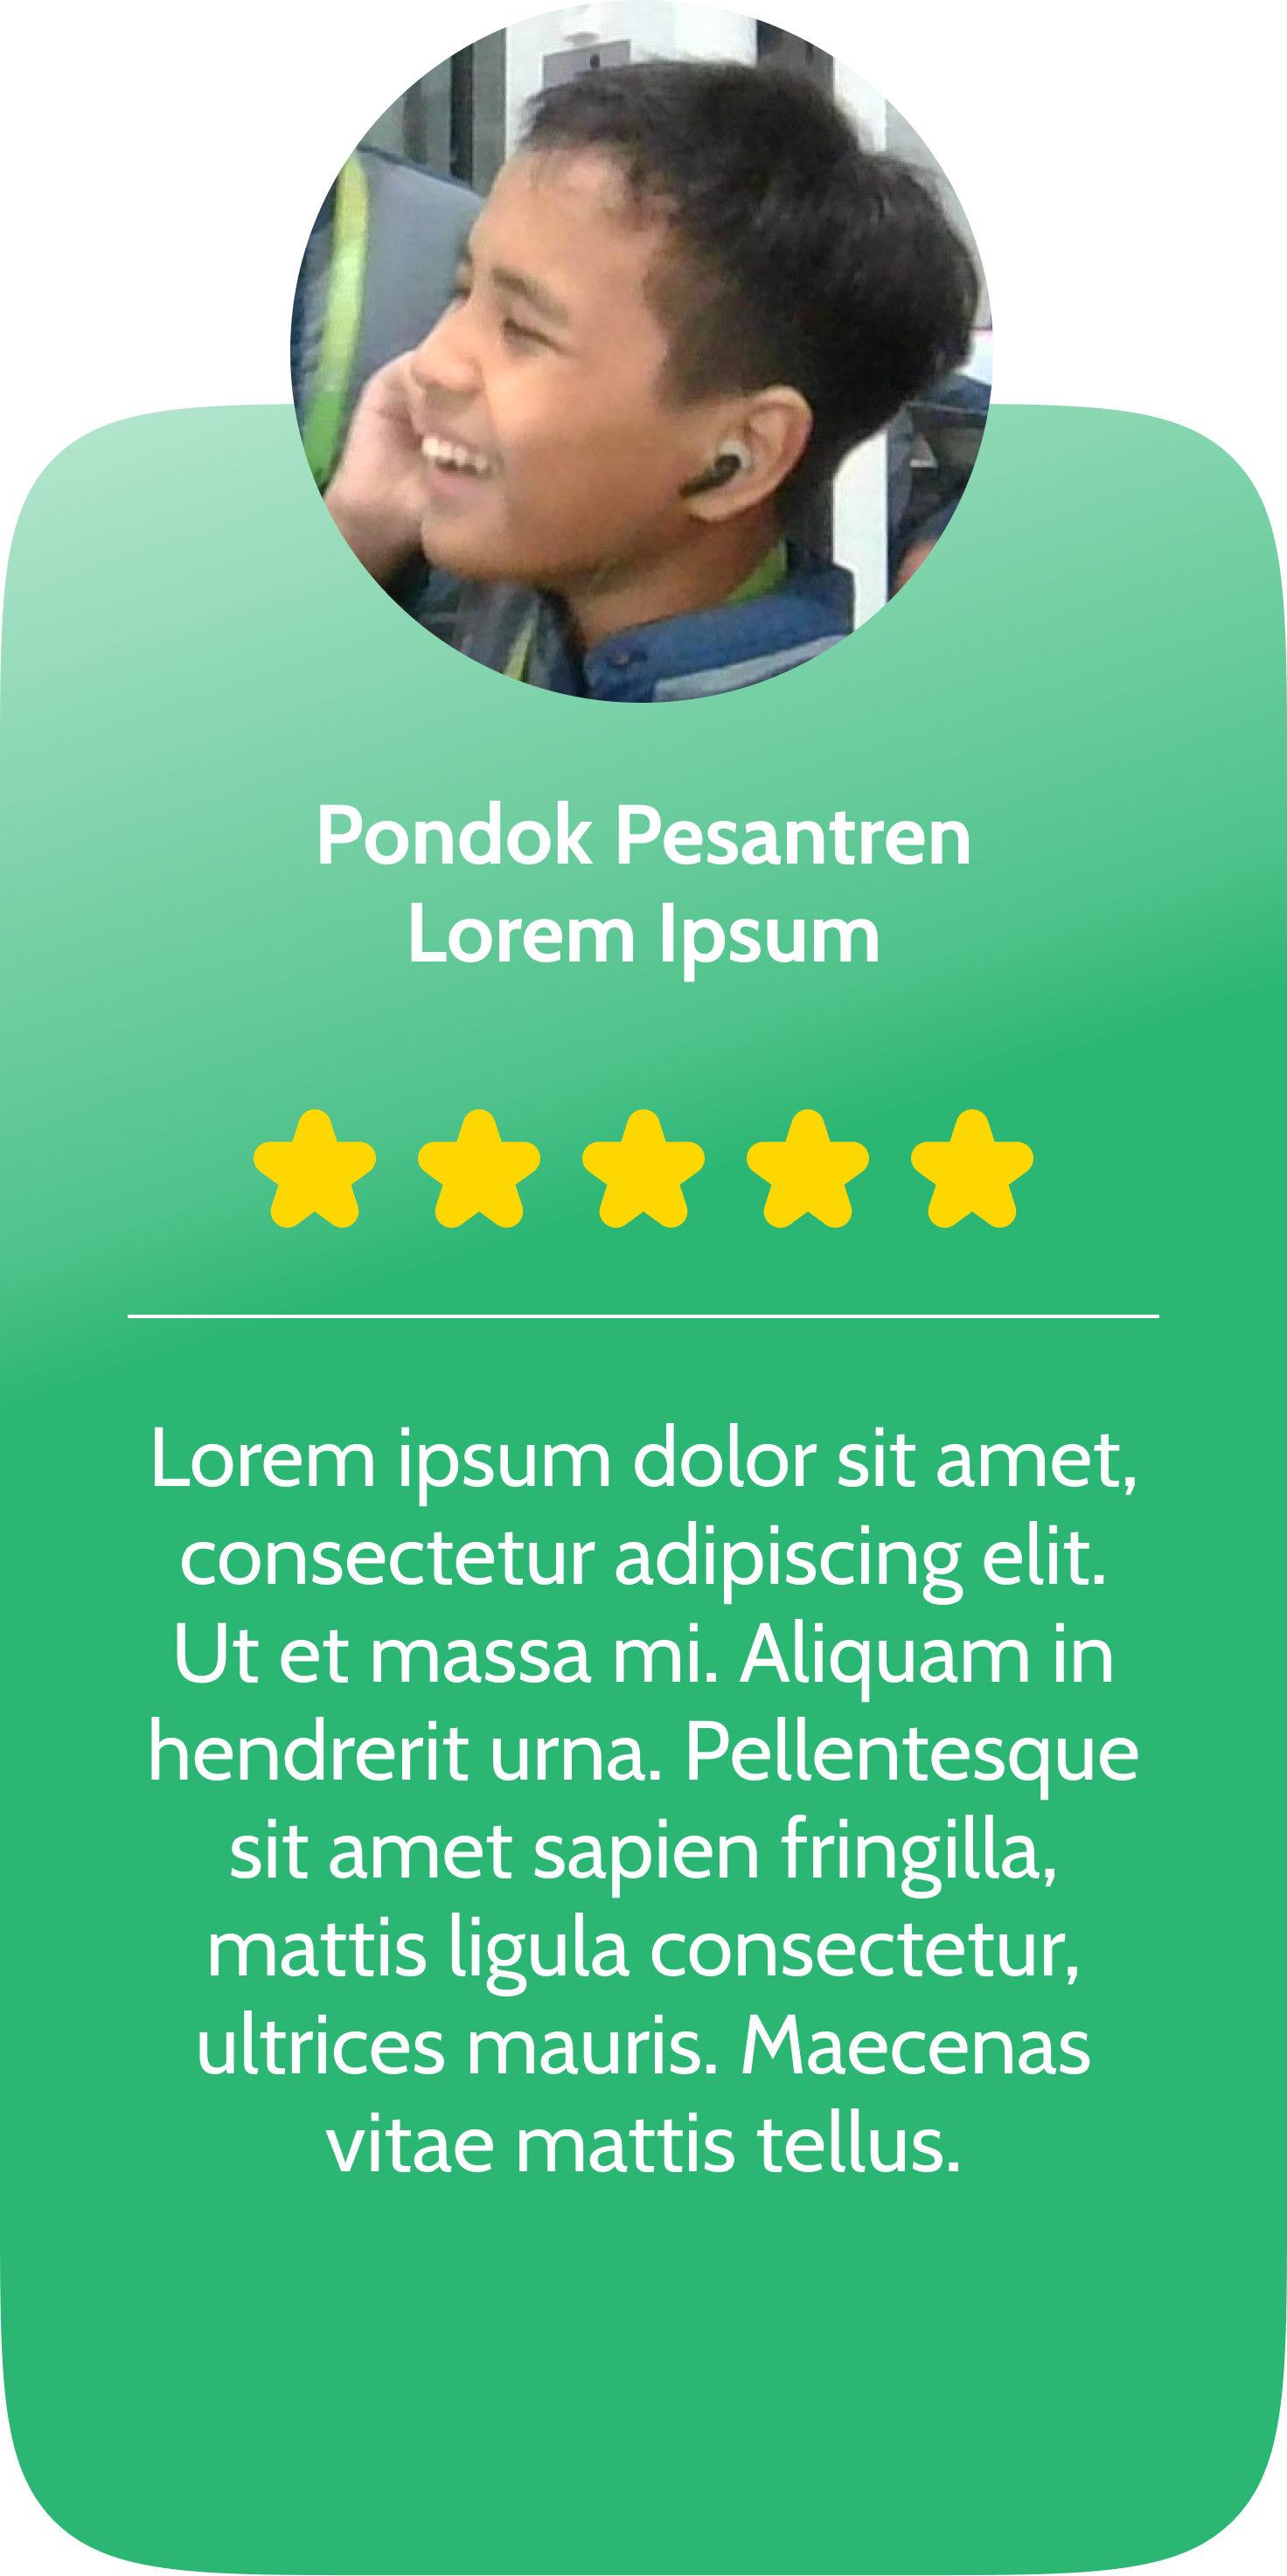 Pondok Pesantren
Lorem Ipsum
Lorem ipsum dolor sit amet,
consectetur adipiscing elit.
Ut et massa mi. Aliquam in
hendrerit urna. Pellentesque
sit amet sapien fringilla,
mattis ligula consectetur,
ultrices mauris. Maecenas
vitae mattis tellus.